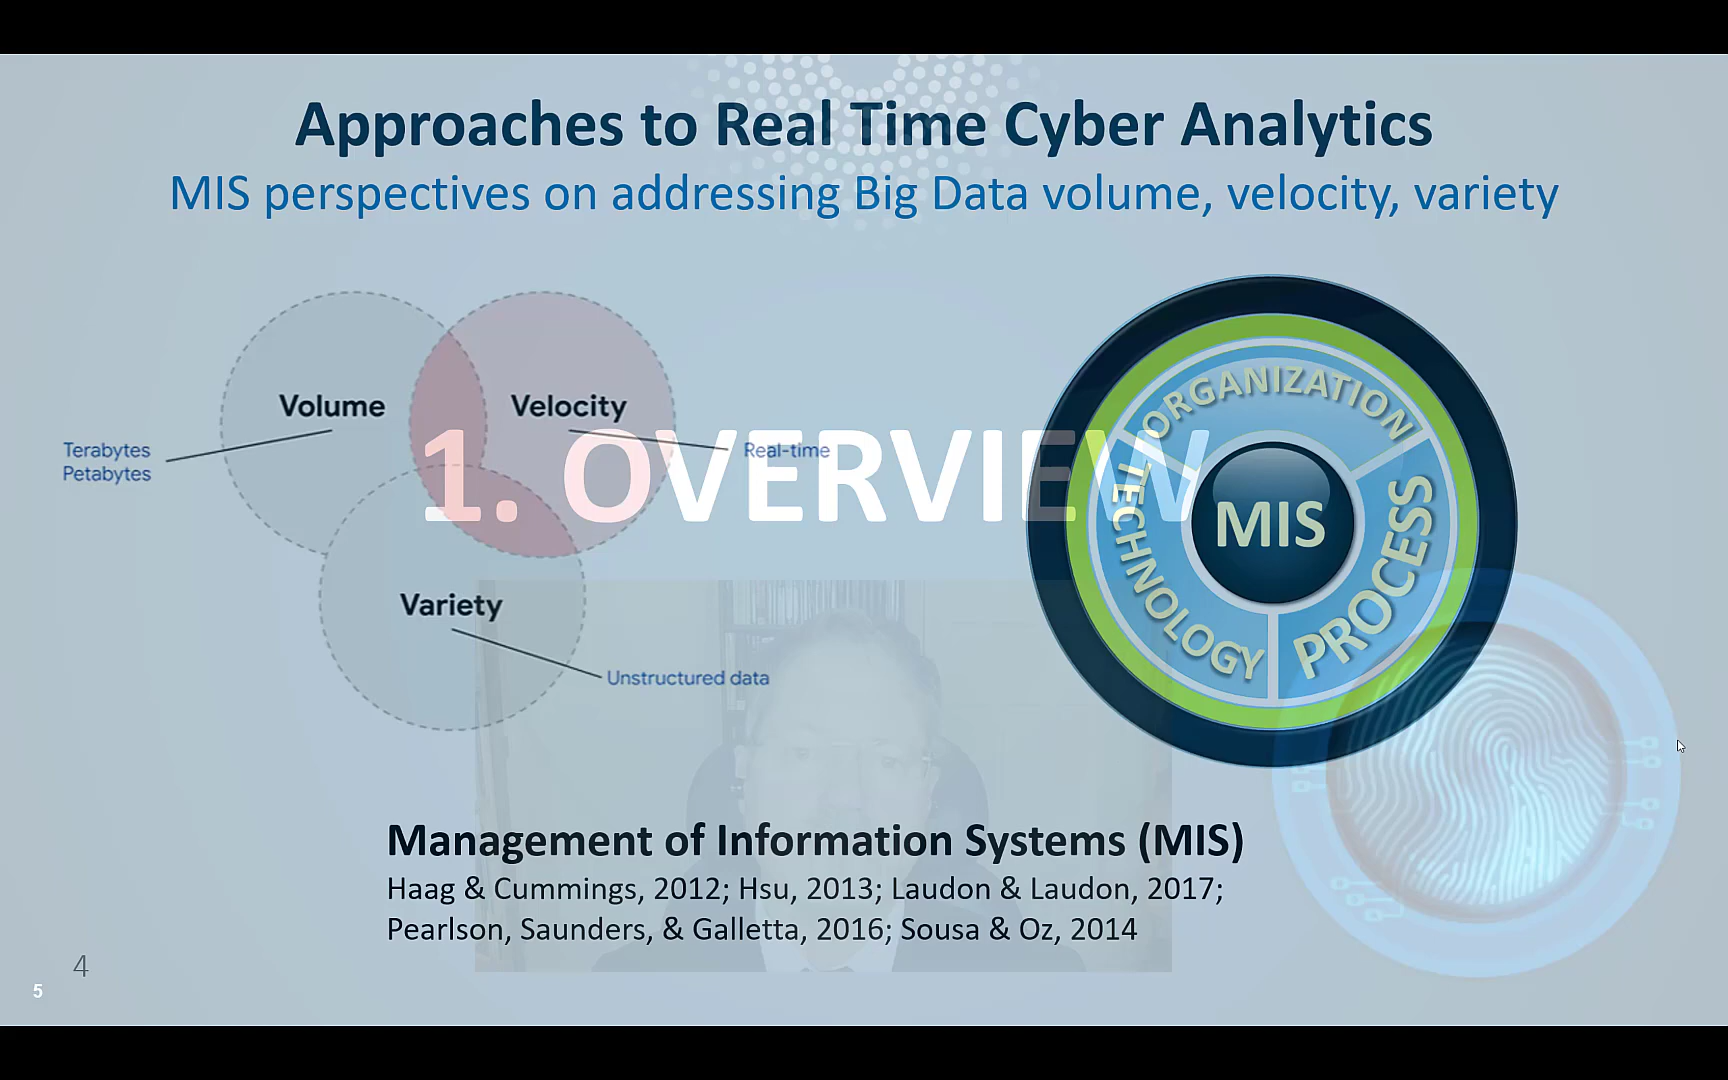 Approaches to Real Time Cyber Analytics
MIS perspectives on addressing Big Data volume, velocity, variety
Volume
Velocity
Terabytes
Petabytes
Real-time
1. OVERVIEW
Variety
Unstructured data
ORGANIZATION
TECHNOLOGY
PROCESS
MIS
Management of Information Systems (MIS)
Haag & Cummings, 2012; Hsu, 2013; Laudon & Laudon, 2017;
Pearlson, Saunders, & Galletta, 2016; Sousa & Oz, 2014
4
5